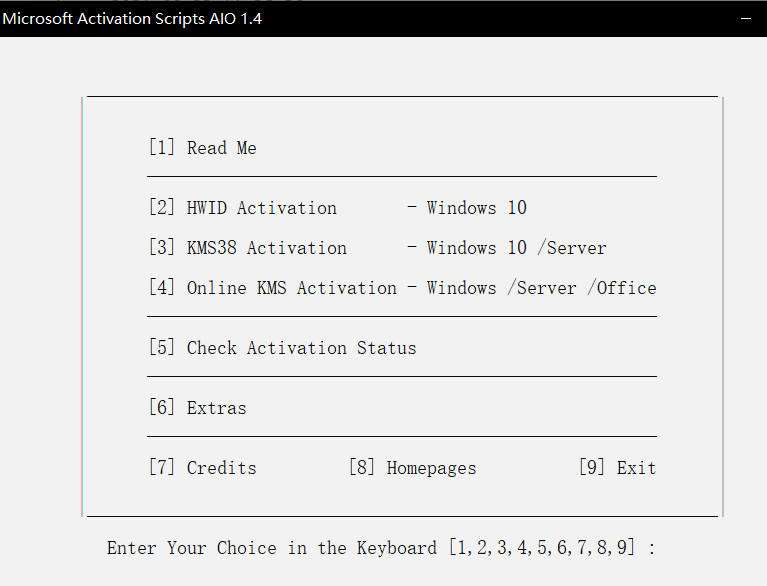 Microsoft Activation Scripts AIO 1.4
[1] Read Me
[2] HWID Activation - Windows 10
[3] KMS38 Activation - Windows 10 /Server
[4] Online KMS Activation - Windows /Server /Office
[5] Check Activation Status
[6] Extras
[7] Credits [8] Homepages [9] Exit
Enter Your Choice in the Keyboard [1,2,3,4,5,6,7,8,9] :